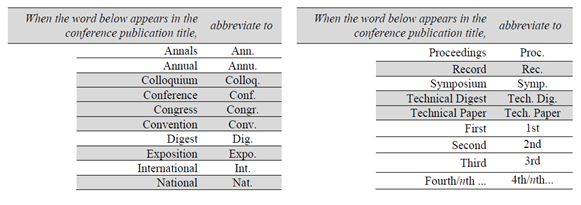 When the word below appears in the conference publication title, abbreviate to
Annals Ann.
Annual Annu.
Colloquium Colloq.
Conference Conf.
Congress Congr.
Convention Conv.
Digest Dig.
Exposition Expo.
International Int.
National Nat.
When the word below appears in the conference publication title, abbreviate to
Proceedings Proc.
Record Rec.
Symposium Symp.
Technical Digest Tech. Dig.
Technical Paper Tech. Paper
First 1st
Second 2nd
Third 3rd
Fourth/nth ... 4th/nth...